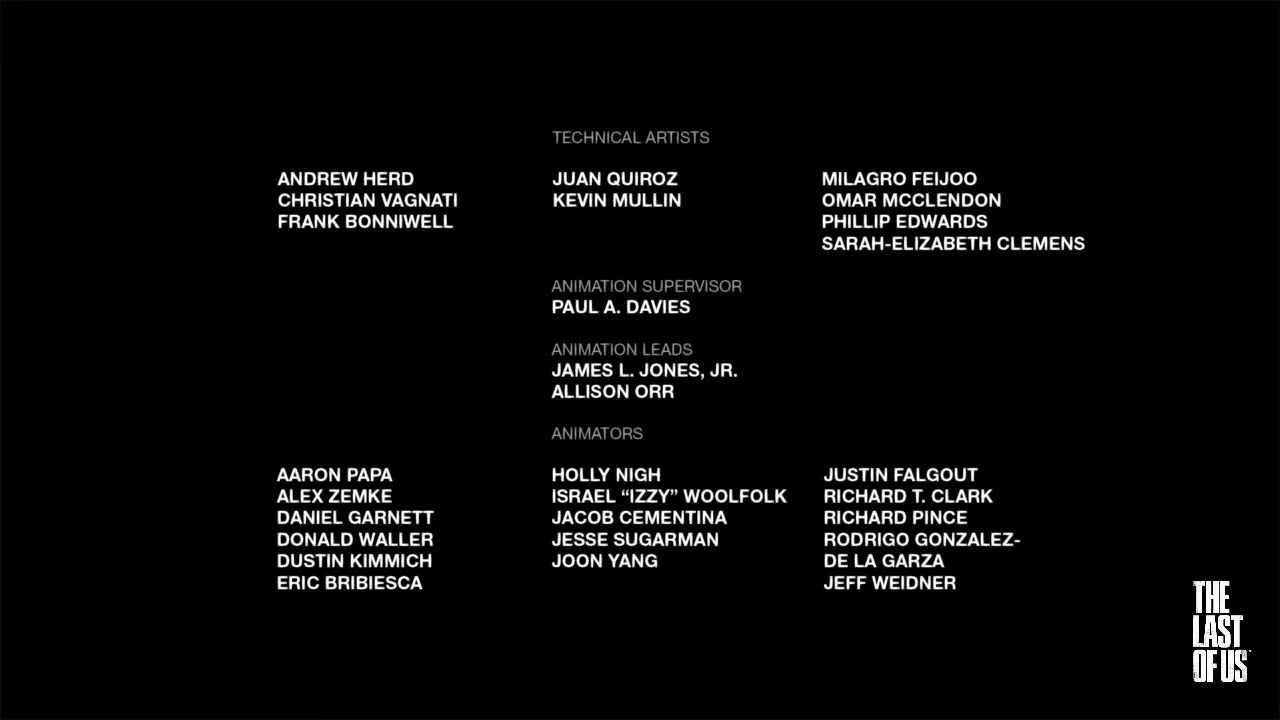 TECHNICAL ARTISTS
ANDREW HERD
CHRISTIAN VAGNATI
FRANK BONNIWELL
JUAN QUIROZ
KEVIN MULLIN
MILAGRO FEIJOO
OMAR MCCLENDON
PHILLIP EDWARDS
SARAH-ELIZABETH CLEMENS
ANIMATION SUPERVISOR
PAUL A. DAVIES
ANIMATION LEADS
JAMES L. JONES, JR.
ALLISON ORR
ANIMATORS
AARON PAPA
ALEX ZEMKE
DANIEL GARNETT
DONALD WALLER
DUSTIN KIMMICH
ERIC BRIBIESCA
HOLLY NIGH
ISRAEL “IZZY” WOOLFOLK
JACOB CEMENTINA
JESSE SUGARMAN
JOON YANG
JUSTIN FALGOUT
RICHARD T. CLARK
RICHARD PINCE
RODRIGO GONZALEZ-
DE LA GARZA
JEFF WEIDNER
THE
LAST
OF US